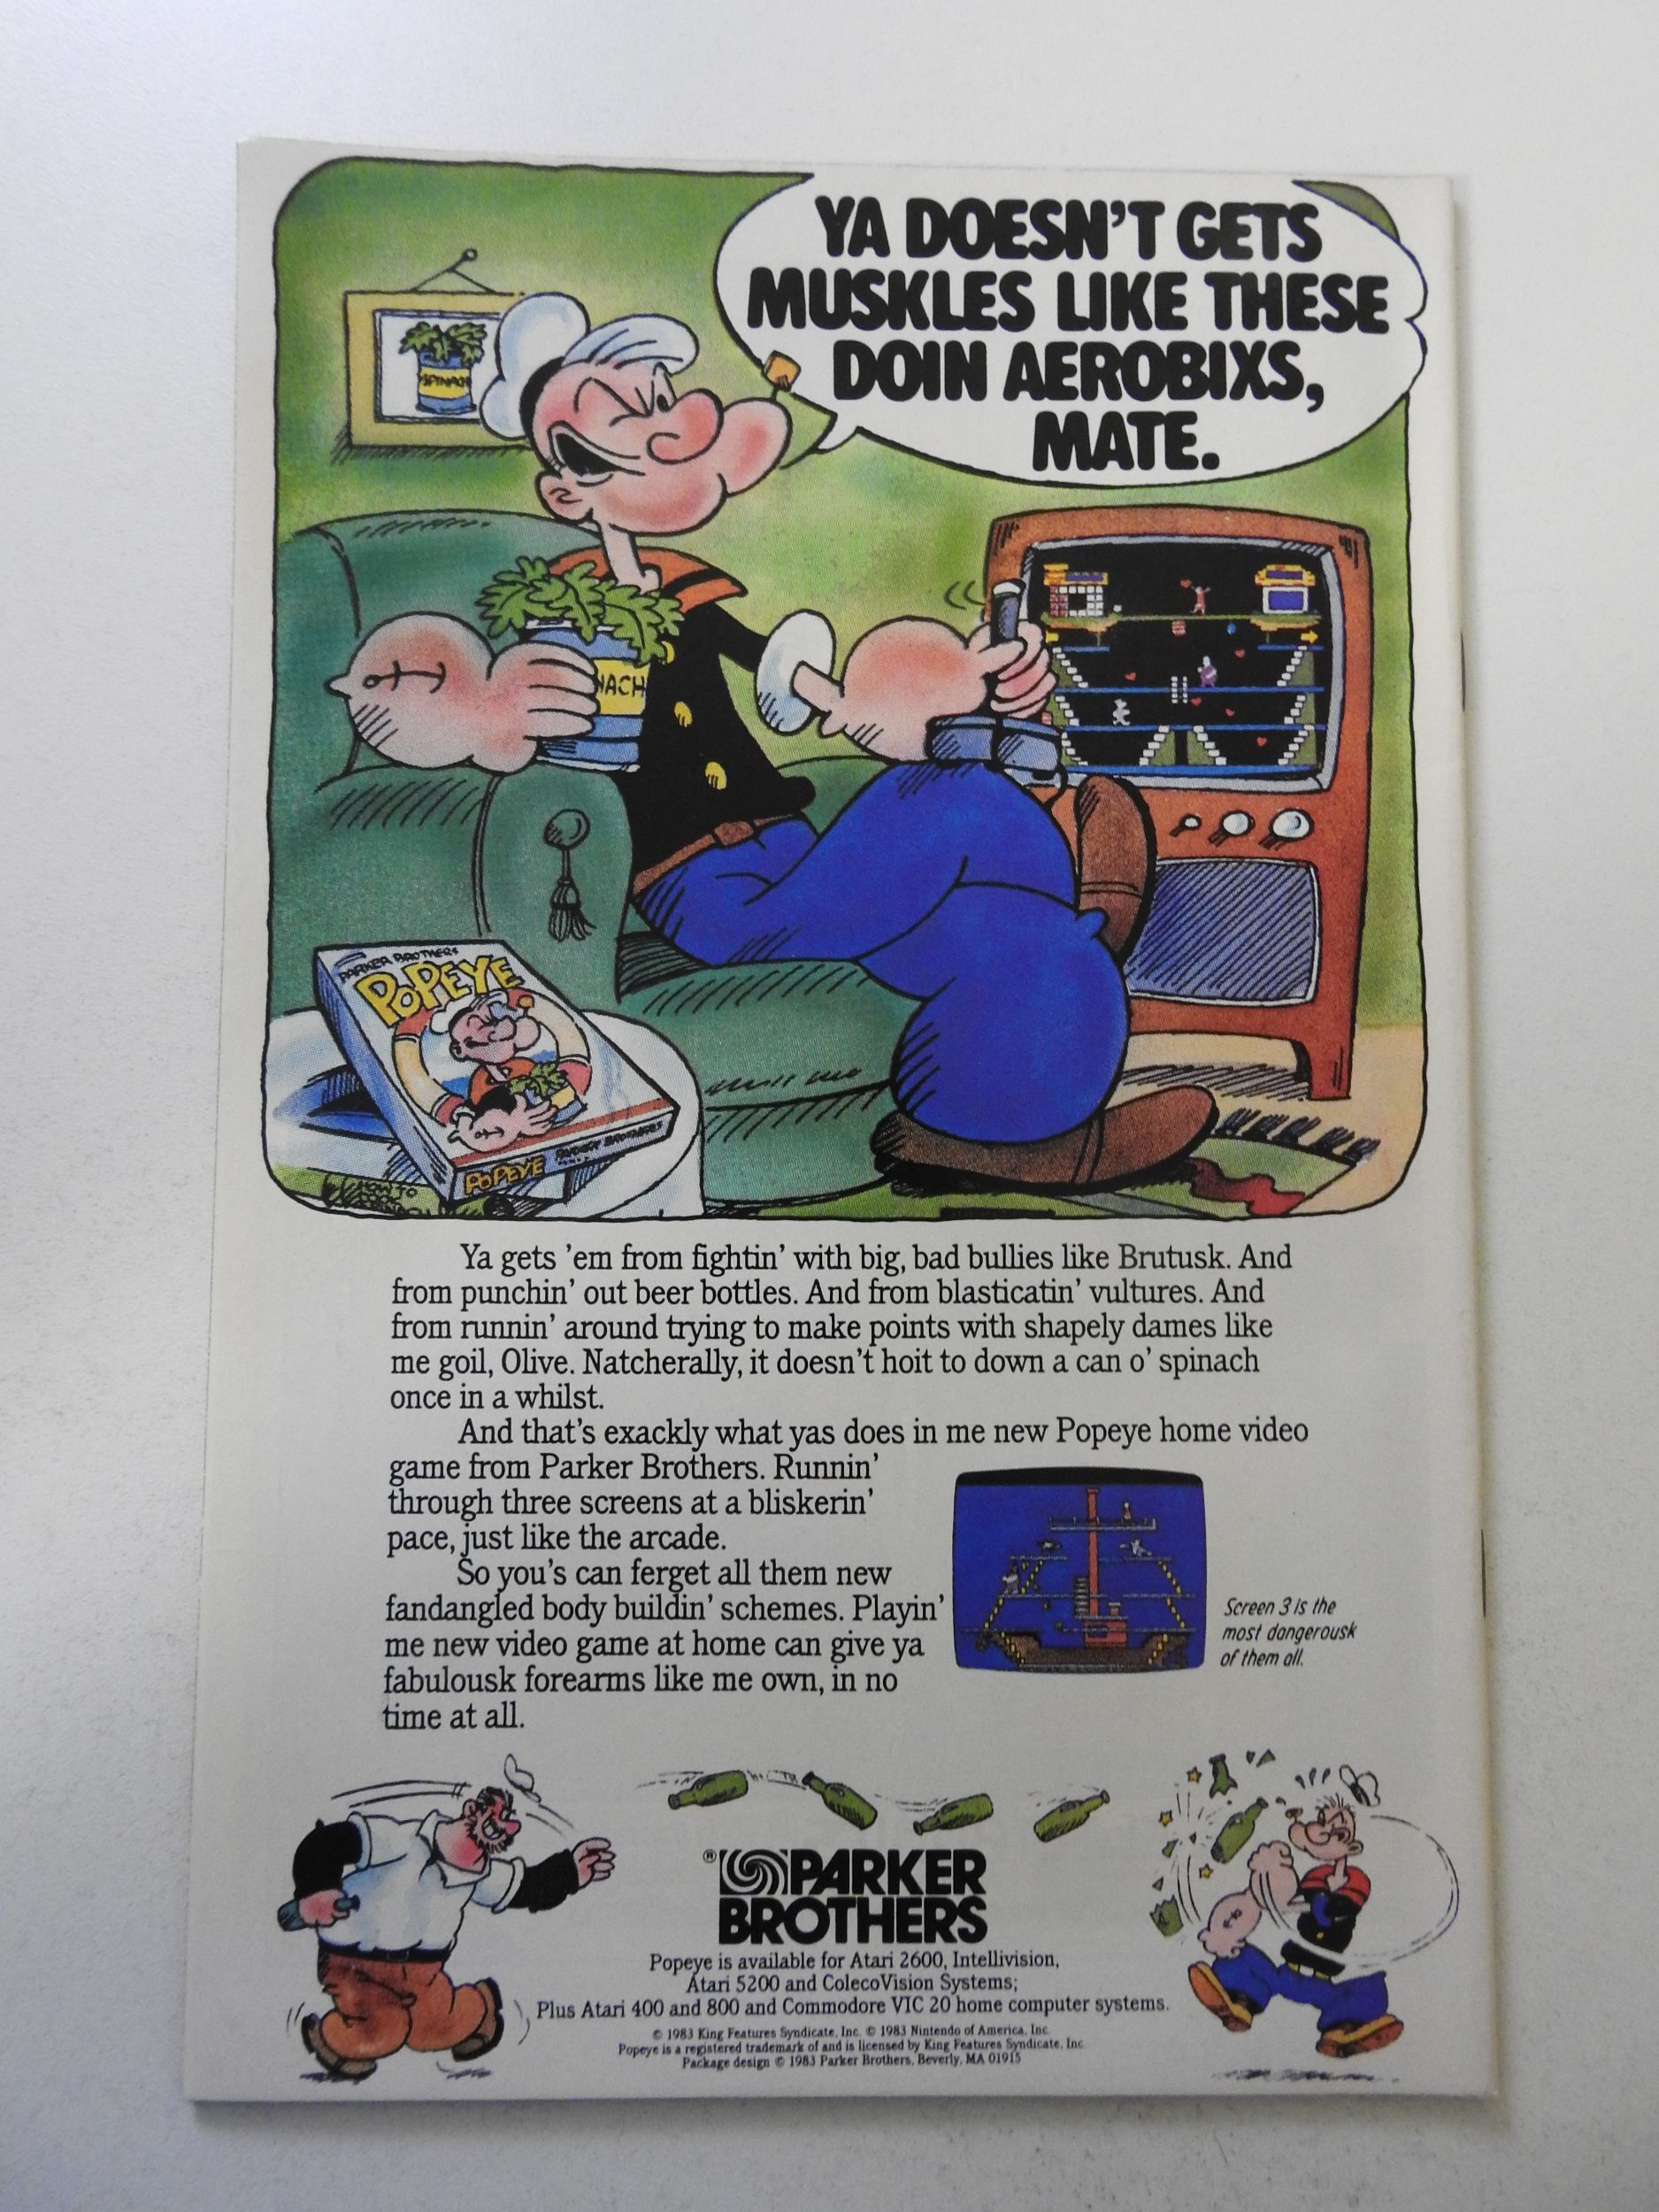 YA DOESN'T GETS
MUSKLES LIKE THESE
DOIN AEROBIXS,
MATE.
SPINACH
NACH
PARKER BROTHERS
POPEYE
POPEYE PARKER BROTHERS
HOW TO
Ya gets 'em from fightin' with big, bad bullies like Brutusk. And
from punchin' out beer bottles. And from blasticatin' vultures. And
from runnin' around trying to make points with shapely dames like
me goil, Olive. Natcherally, it doesn't hoit to down a can o' spinach
once in a whilst.
And that's exackly what yas does in me new Popeye home video
game from Parker Brothers. Runnin'
through three screens at a bliskerin'
pace, just like the arcade.
So you's can ferget all them new
fandangled body buildin' schemes. Playin'
me new video game at home can give ya
fabulousk forearms like me own, in no
time at all.
Screen 3 is the
most dangerousk
of them all.
® PARKER
BROTHERS
Popeye is available for Atari 2600, Intellivision,
Atari 5200 and ColecoVision Systems;
Plus Atari 400 and 800 and Commodore VIC 20 home computer systems.
© 1983 King Features Syndicate, Inc. © 1983 Nintendo of America, Inc.
Popeye is a registered trademark of and is licensed by King Features Syndicate, Inc.
Package design © 1983 Parker Brothers, Beverly, MA 01915